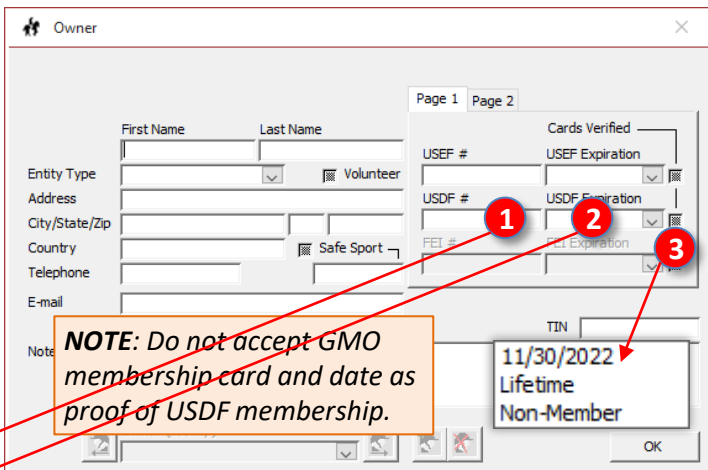 Owner
Page 1 Page 2
First Name Last Name
Cards Verified
USEF # USEF Expiration
Entity Type Volunteer
Address USDF # USDF Expiration
City/State/Zip 1 2
Country Safe Sport FEI # FEI Expiration 3
Telephone
E-mail
TIN
Note
NOTE: Do not accept GMO
membership card and date as
proof of USDF membership.
11/30/2022
Lifetime
Non-Member
OK